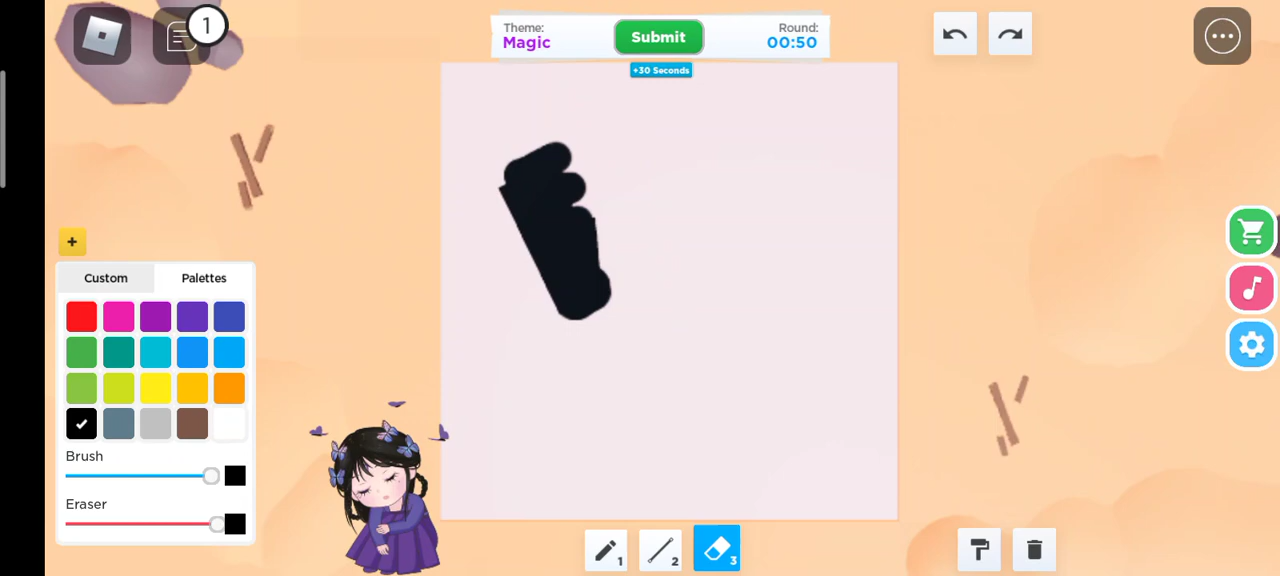 1
Theme:
Magic
Submit
Round:
00:50
+30 Seconds
+
Custom
Palettes
Brush
Eraser
1
2
3